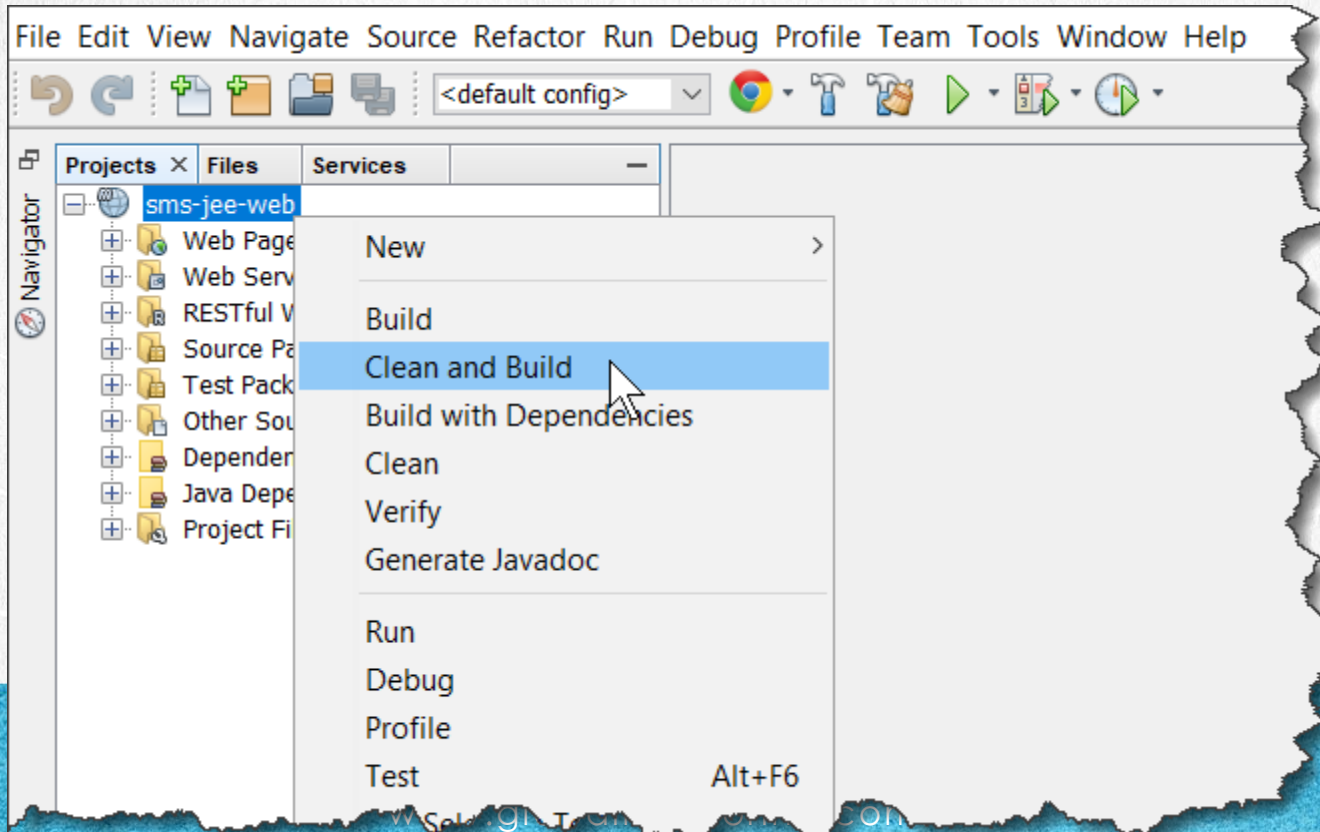 File Edit View Navigate Source Refactor Run Debug Profile Team Tools Window Help
<default config>
Projects × Files Services
Navigator
sms-jee-web
Web Page
Web Serv
RESTful
Source Pa
Test Pack
Other Sou
Depender
Java Depe
Project Fi
New
Build
Clean and Build
Build with Dependencies
Clean
Verify
Generate Javadoc
Run
Debug
Profile
Test Alt+F6